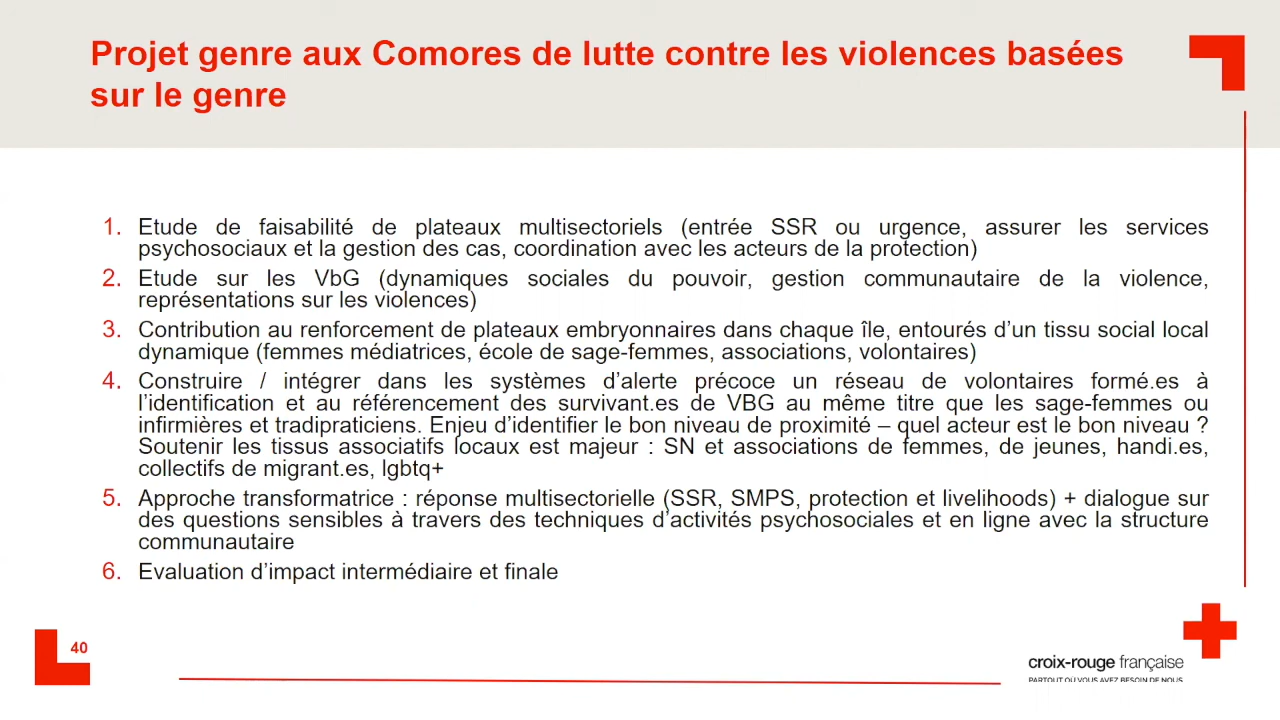 Projet genre aux Comores de lutte contre les violences basées
sur le genre
1. Etude de faisabilité de plateaux multisectoriels (entrée SSR ou urgence, assurer les services
psychosociaux et la gestion des cas, coordination avec les acteurs de la protection)
2. Etude sur les VbG (dynamiques sociales du pouvoir, gestion communautaire de la violence,
représentations sur les violences)
3. Contribution au renforcement de plateaux embryonnaires dans chaque île, entourés d’un tissu social local
dynamique (femmes médiatrices, école de sage-femmes, associations, volontaires)
4. Construire / intégrer dans les systèmes d’alerte précoce un réseau de volontaires formé.es à
l’identification et au référencement des survivant.es de VBG au même titre que les sage-femmes ou
infirmières et tradipraticiens. Enjeu d’identifier le bon niveau de proximité – quel acteur est le bon niveau ?
Soutenir les tissus associatifs locaux est majeur : SN et associations de femmes, de jeunes, handi.es,
collectifs de migrant.es, lgbtq+
5. Approche transformatrice : réponse multisectorielle (SSR, SMPS, protection et livelihoods) + dialogue sur
des questions sensibles à travers des techniques d’activités psychosociales et en ligne avec la structure
communautaire
6. Evaluation d’impact intermédiaire et finale
40
croix-rouge française
PARTOUT OÙ VOUS AVEZ BESOIN DE NOUS